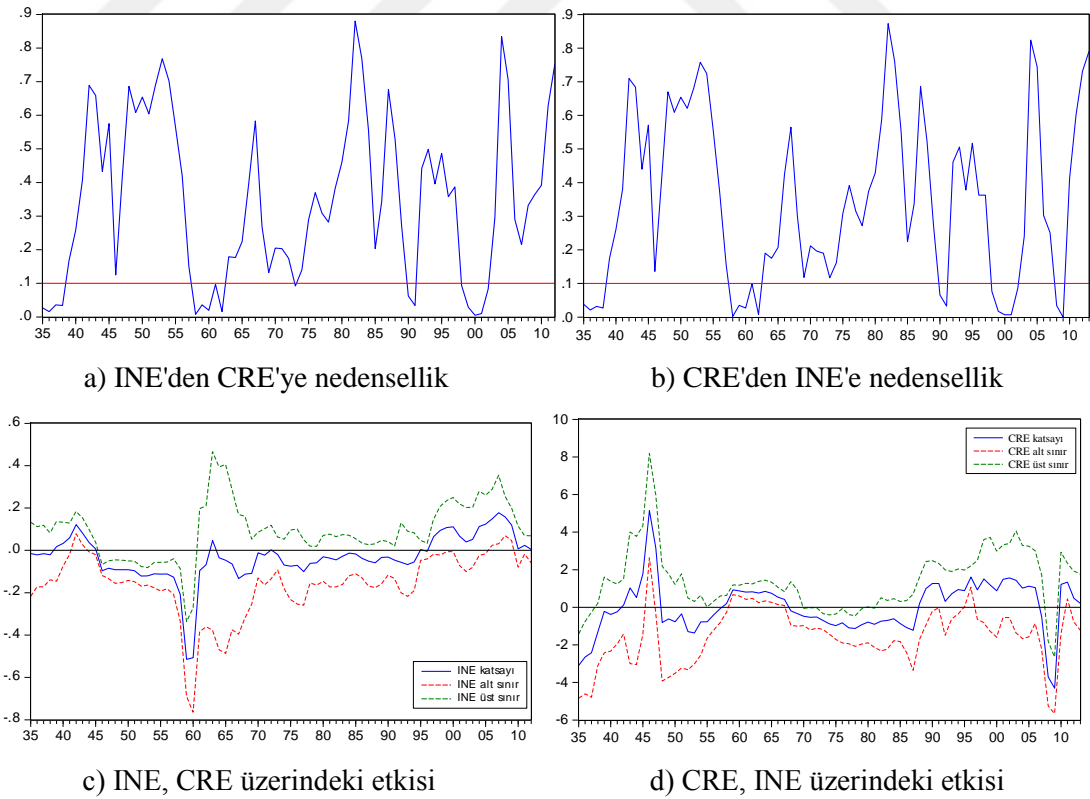 .9
.8
.7
.6
.5
.4
.3
.2
.1
.0
35 40 45 50 55 60 65 70 75 80 85 90 95 00 05 10
a) INE'den CRE'ye nedensellik
.9
.8
.7
.6
.5
.4
.3
.2
.1
.0
35 40 45 50 55 60 65 70 75 80 85 90 95 00 05 10
b) CRE'den INE'e nedensellik
.6
.4
.2
.0
-.2
-.4
-.6
-.8
INE katsayı
INE alt sınır
INE üst sınır
35 40 45 50 55 60 65 70 75 80 85 90 95 00 05 10
c) INE, CRE üzerindeki etkisi
10
8
6
4
2
0
-2
-4
-6
CRE katsayı
CRE alt sınır
CRE üst sınır
35 40 45 50 55 60 65 70 75 80 85 90 95 00 05 10
d) CRE, INE üzerindeki etkisi